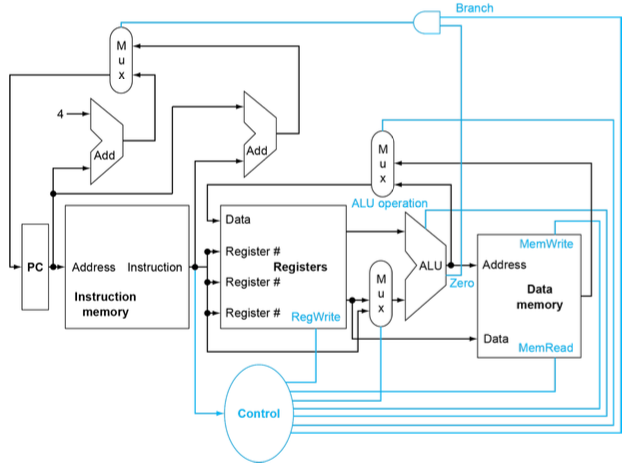 Branch
M
u
x
4
Add
Add
M
u
x
ALU operation
Data
Register #
Registers
Register #
Register #
RegWrite
PC
Address Instruction
Instruction
memory
M
u
x
ALU
Zero
MemWrite
Address
Data
memory
Data
MemRead
Control